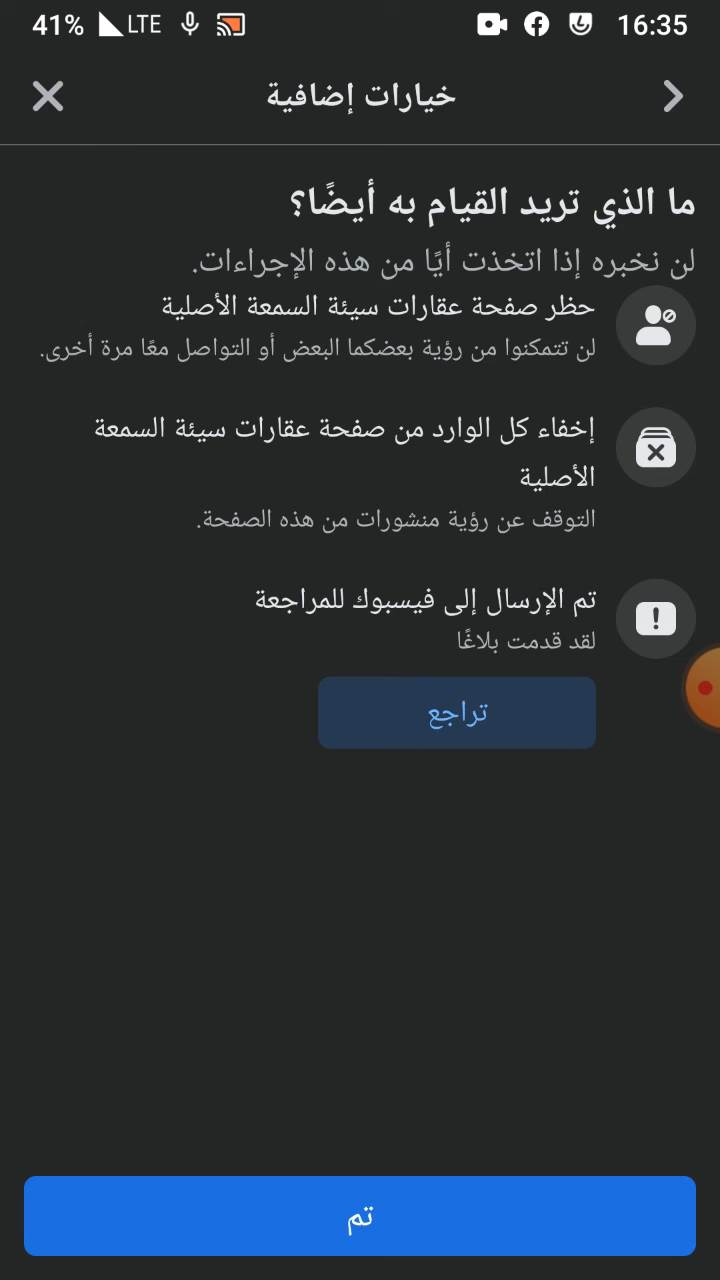 41% LTE 16:35
خيارات إضافية
ما الذي تريد القيام به أيضًا؟
لن نخبره إذا اتخذت أيًا من هذه الإجراءات.
حظر صفحة عقارات سيئة السمعة الأصلية
لن تتمكنوا من رؤية بعضكما البعض أو التواصل معًا مرة أخرى.
إخفاء كل الوارد من صفحة عقارات سيئة السمعة
الأصلية
التوقف عن رؤية منشورات من هذه الصفحة.
تم الإرسال إلى فيسبوك للمراجعة
لقد قدمت بلاغًا
تراجع
تم